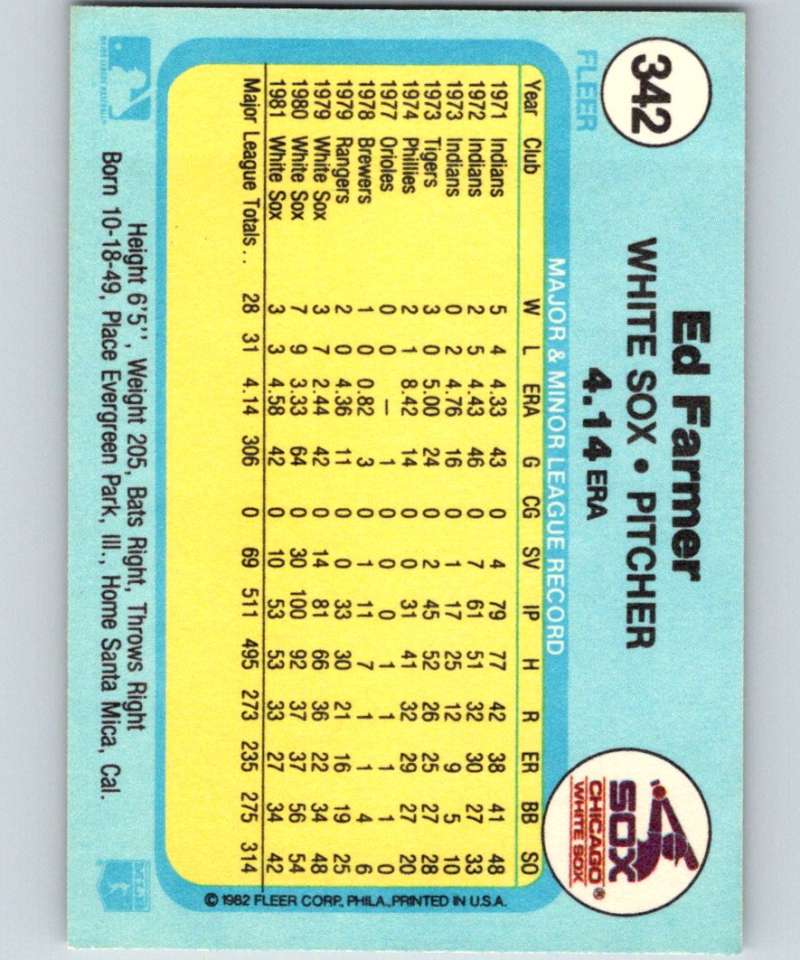 342
FLEER
Ed Farmer
WHITE SOX • PITCHER
4.14 ERA
SOX
CHICAGO®
WHITE SOX
MAJOR & MINOR LEAGUE RECORD
Year Club W L ERA G CG SV IP H R ER BB SO
1971 Indians 5 4 4.33 43 0 4 79 77 42 38 41 48
1972 Indians 2 5 4.43 46 0 7 61 51 32 30 27 33
1973 Indians 0 2 4.76 16 0 1 17 25 12 9 5 10
1973 Tigers 3 0 5.00 24 0 2 45 52 26 25 27 28
1974 Phillies 2 1 8.42 14 0 0 31 41 32 29 27 20
1977 Orioles 0 0 — 1 0 0 0 1 1 1 1 0
1978 Brewers 1 0 0.82 3 0 1 11 7 1 1 4 6
1979 Rangers 2 0 4.36 11 0 0 33 30 21 16 19 25
1979 White Sox 3 7 2.44 42 0 14 81 66 36 22 34 48
1980 White Sox 7 9 3.33 64 0 30 100 92 37 37 56 54
1981 White Sox 3 3 4.58 42 0 10 53 53 33 27 34 42
Major League Totals .. 28 31 4.14 306 0 69 511 495 273 235 275 314
© 1982 FLEER CORP., PHILA., PRINTED IN U.S.A.
Height 6'5'', Weight 205, Bats Right, Throws Right
Born 10-18-49, Place Evergreen Park, Ill., Home Santa Mica, Cal.